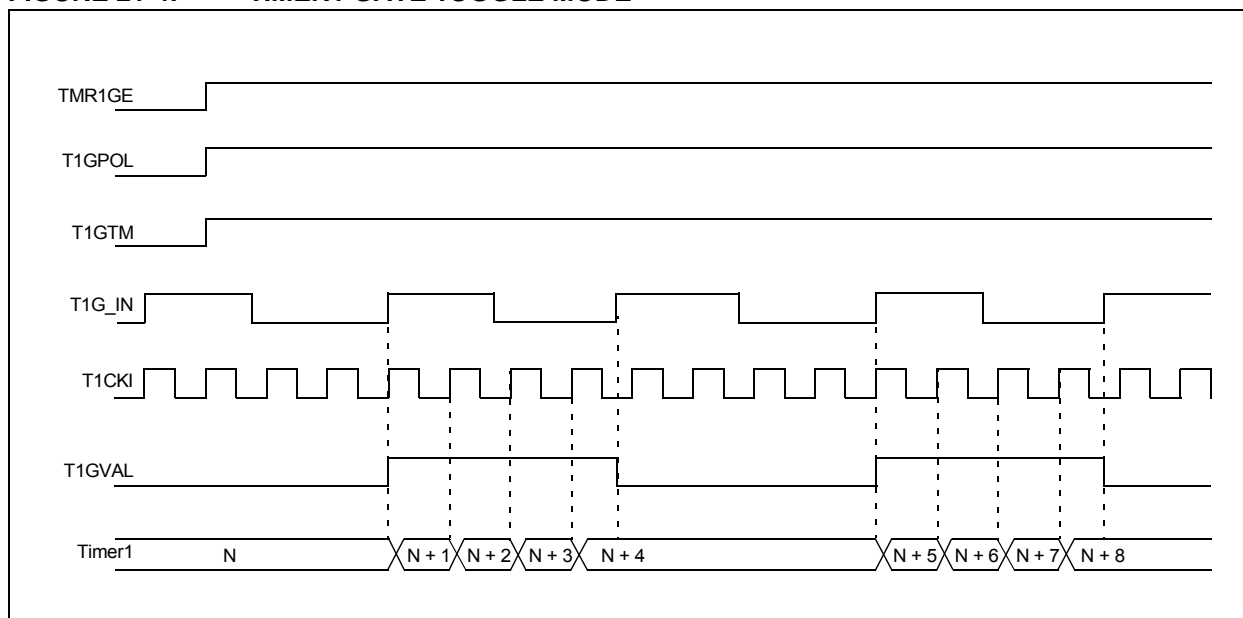 TMR1GE
T1GPOL
T1GTM
T1G_IN
T1CKI
T1GVAL
Timer1 N N + 1 N + 2 N + 3 N + 4 N + 5 N + 6 N + 7 N + 8